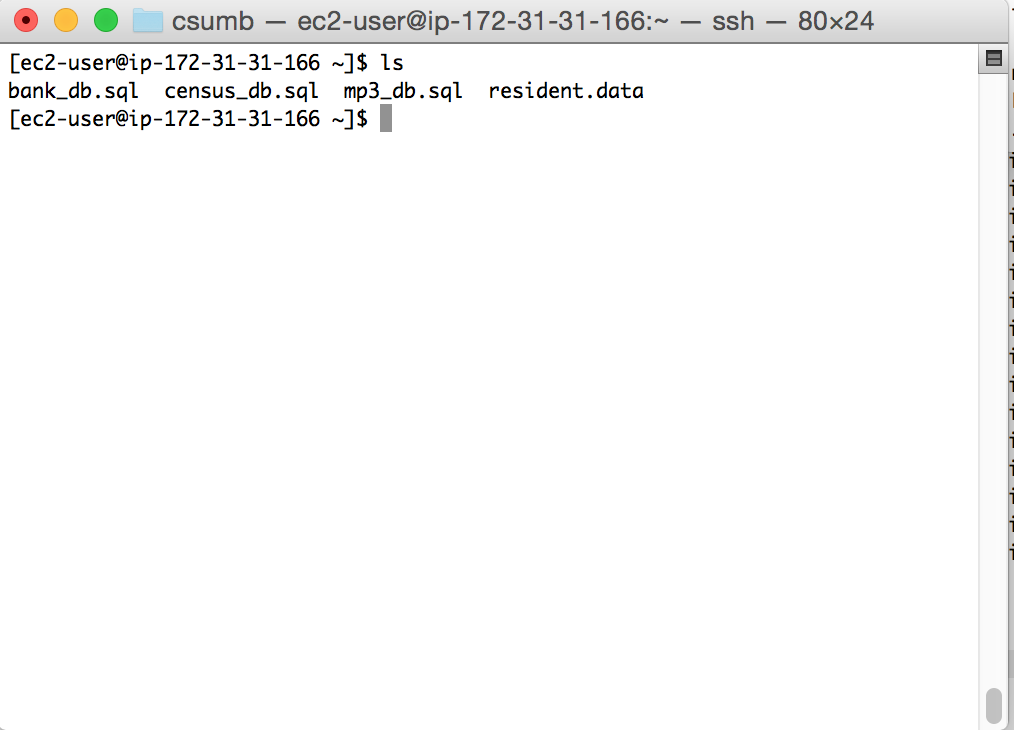 csumb — ec2-user@ip-172-31-31-166:~ — ssh — 80×24
[ec2-user@ip-172-31-31-166 ~]$ ls
bank_db.sql  census_db.sql  mp3_db.sql  resident.data
[ec2-user@ip-172-31-31-166 ~]$